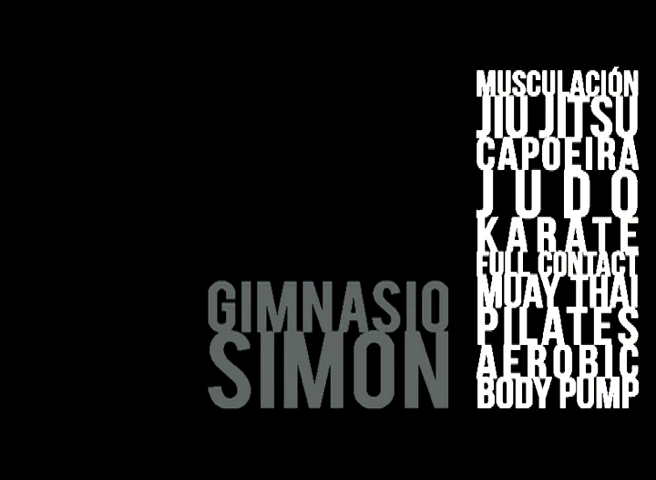 GIMNASIO
SIMON
MUSCULACIÓN
JIU JITSU
CAPOEIRA
JUDO
KARATE
FULL CONTACT
MUAY THAI
PILATES
AEROBIC
BODY PUMP